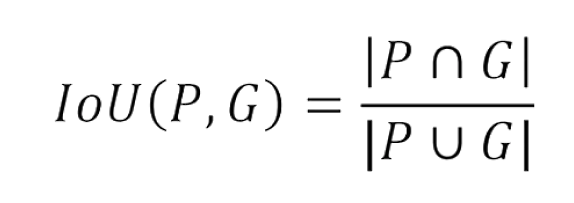 IoU(P, G) = |P ∩ G| / |P ∪ G|